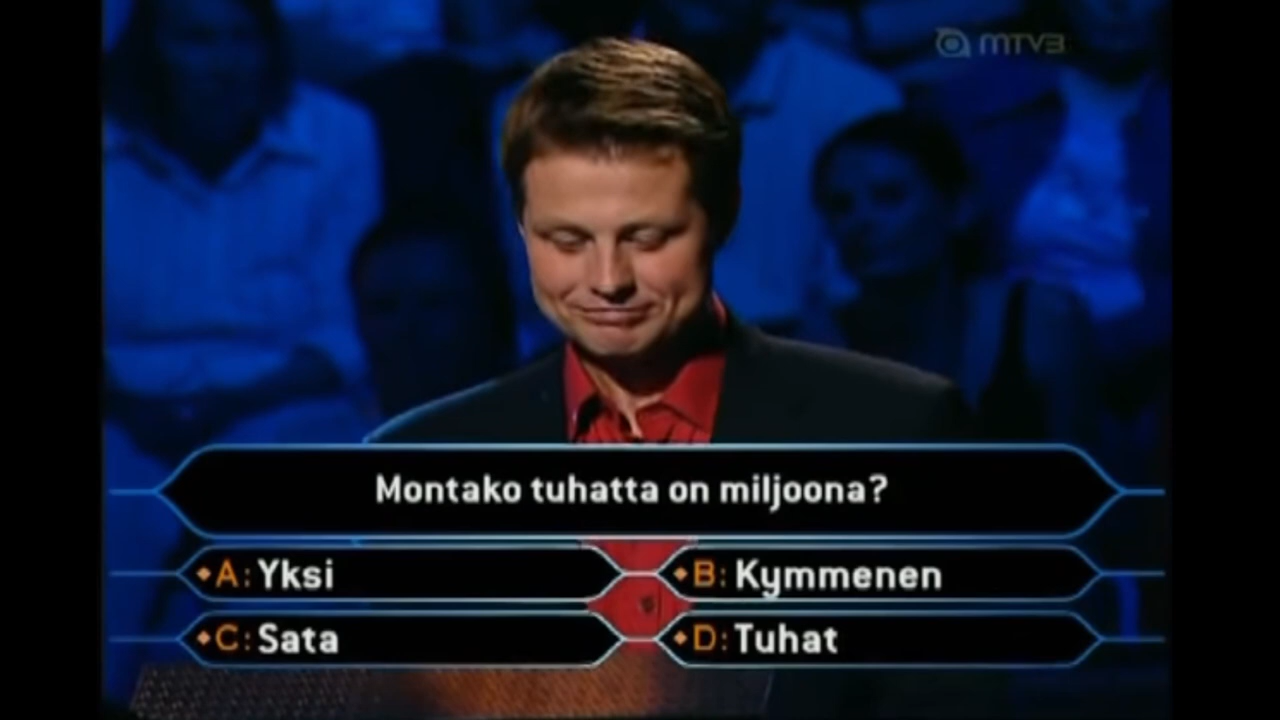 MTV3
Montako tuhatta on miljoona?
A: Yksi
B: Kymmenen
C: Sata
D: Tuhat